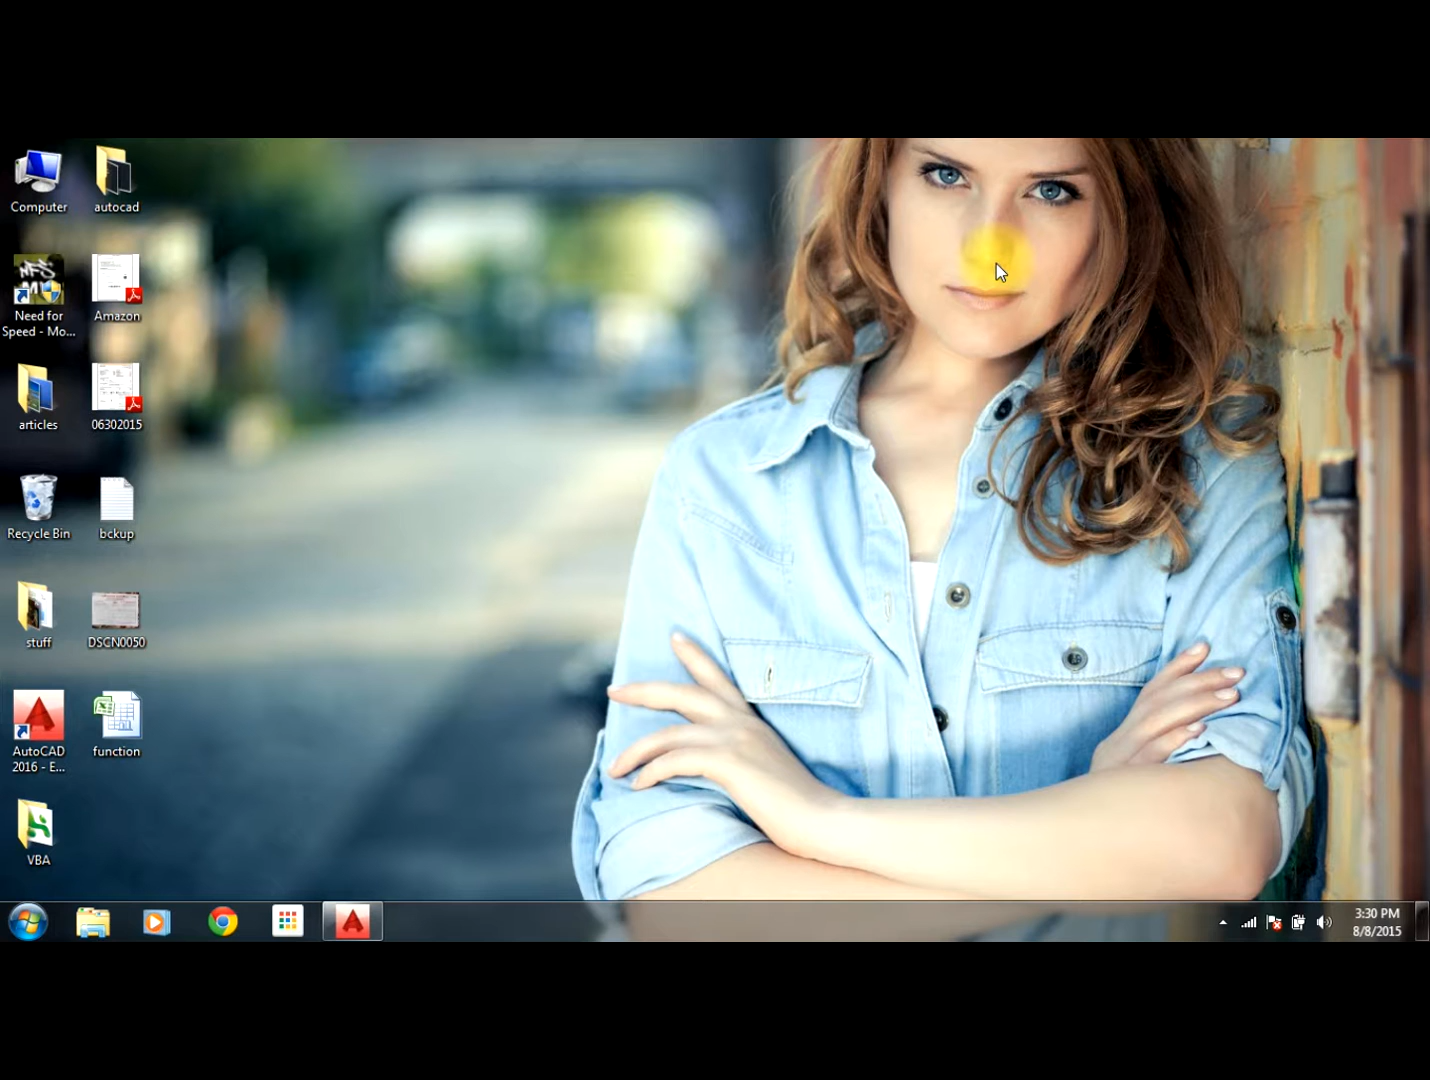 Computer
autocad
Need for
Speed - Mo...
Amazon
articles
06302015
Recycle Bin
bckup
stuff
DSCN0050
AutoCAD
2016 - E...
function
VBA
3:30 PM
8/8/2015